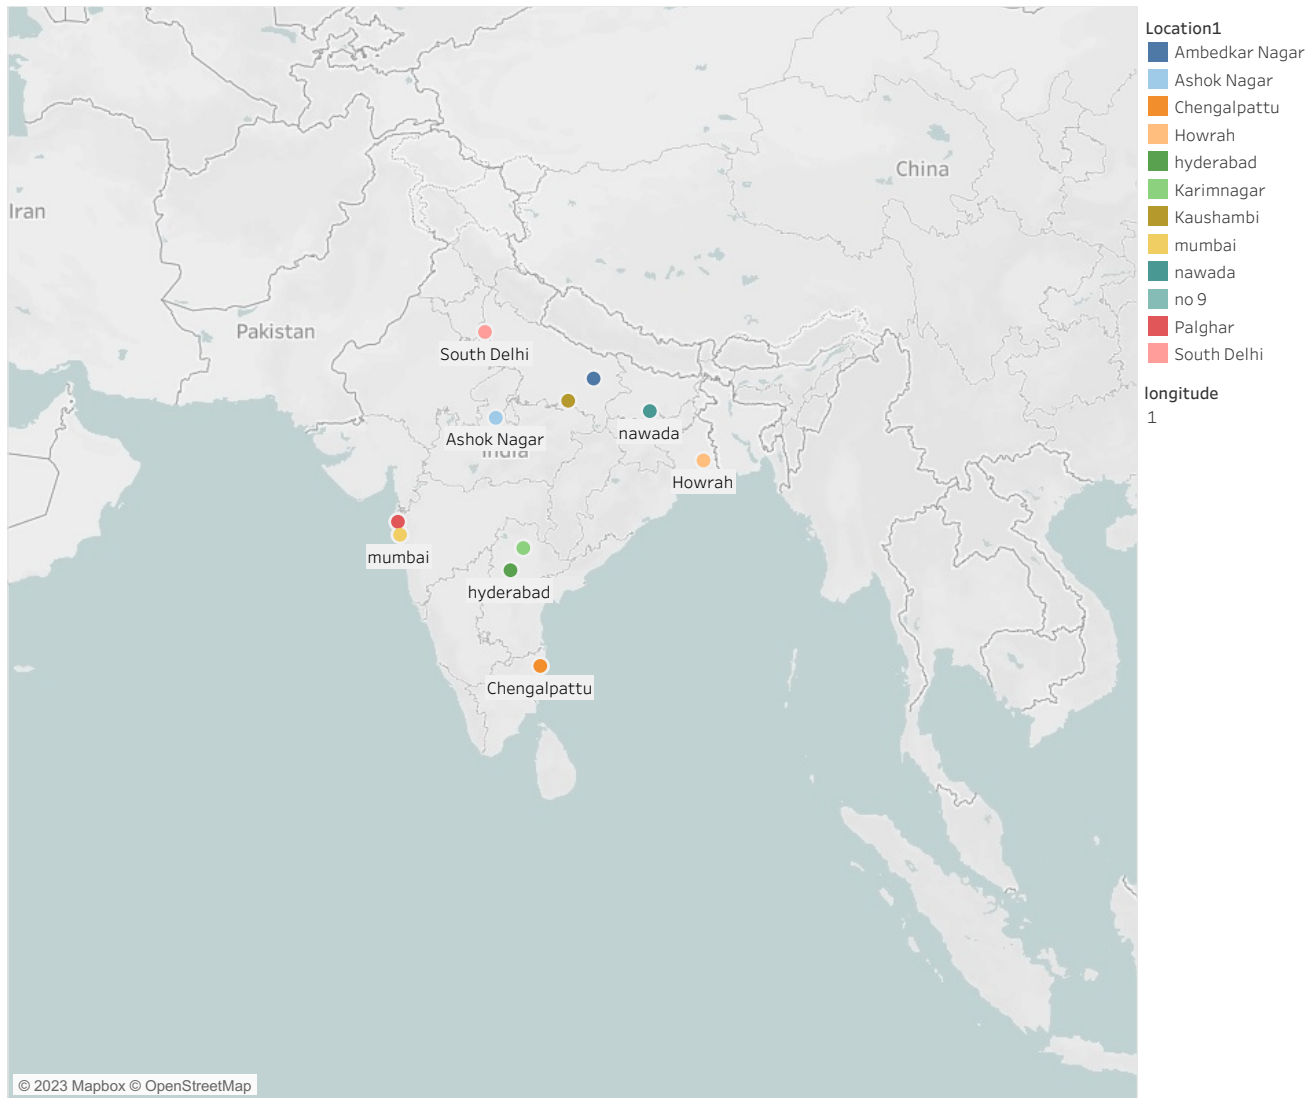 Location1
Ambedkar Nagar
Ashok Nagar
Chengalpattu
Howrah
hyderabad
Karimnagar
Kaushambi
mumbai
nawada
no 9
Palghar
South Delhi
longitude
1
China
Iran
Pakistan
South Delhi
Ashok Nagar
nawada
India
Howrah
mumbai
hyderabad
Chengalpattu
© 2023 Mapbox © OpenStreetMap